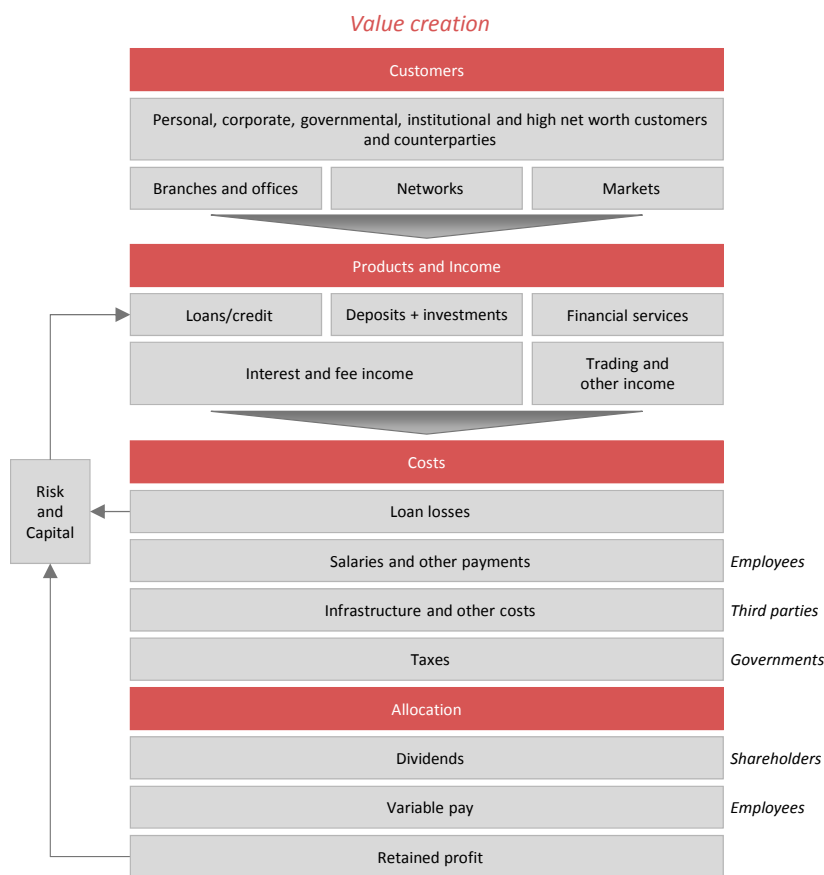 Value creation
Customers
Personal, corporate, governmental, institutional and high net worth customers
and counterparties
Branches and offices
Networks
Markets
Products and Income
Loans/credit
Deposits + investments
Financial services
Interest and fee income
Trading and
other income
Costs
Risk
and
Capital
Loan losses
Salaries and other payments
Employees
Infrastructure and other costs
Third parties
Taxes
Governments
Allocation
Dividends
Shareholders
Variable pay
Employees
Retained profit